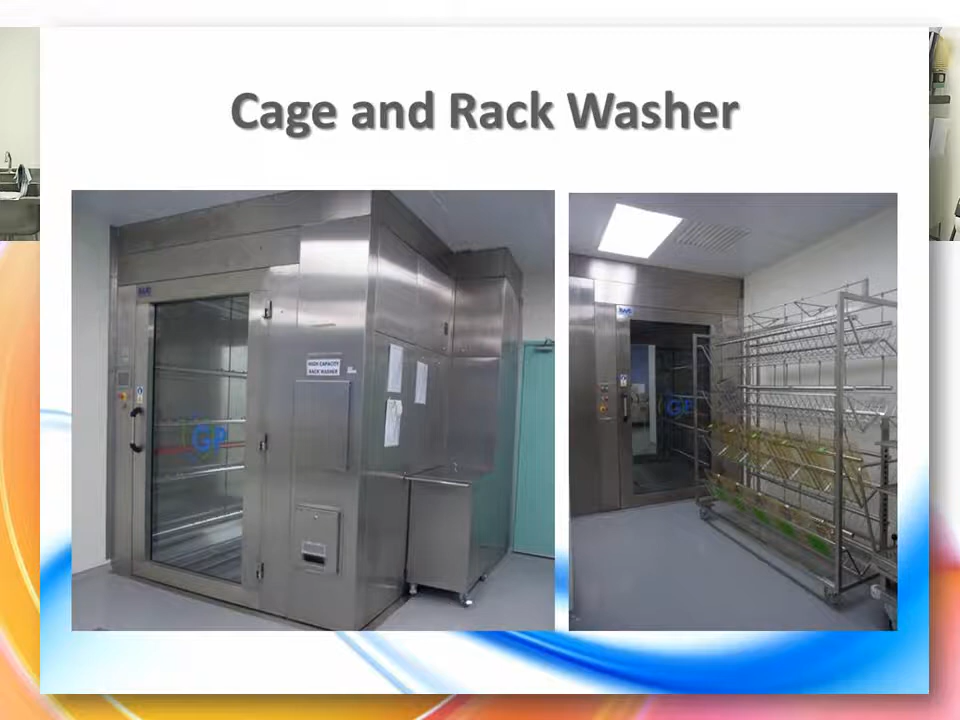 Cage and Rack Washer
HIGH CAPACITY
RACK WASHER
GP
GP